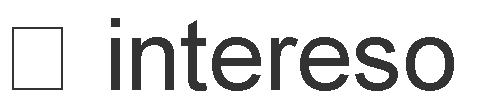 □ intereso